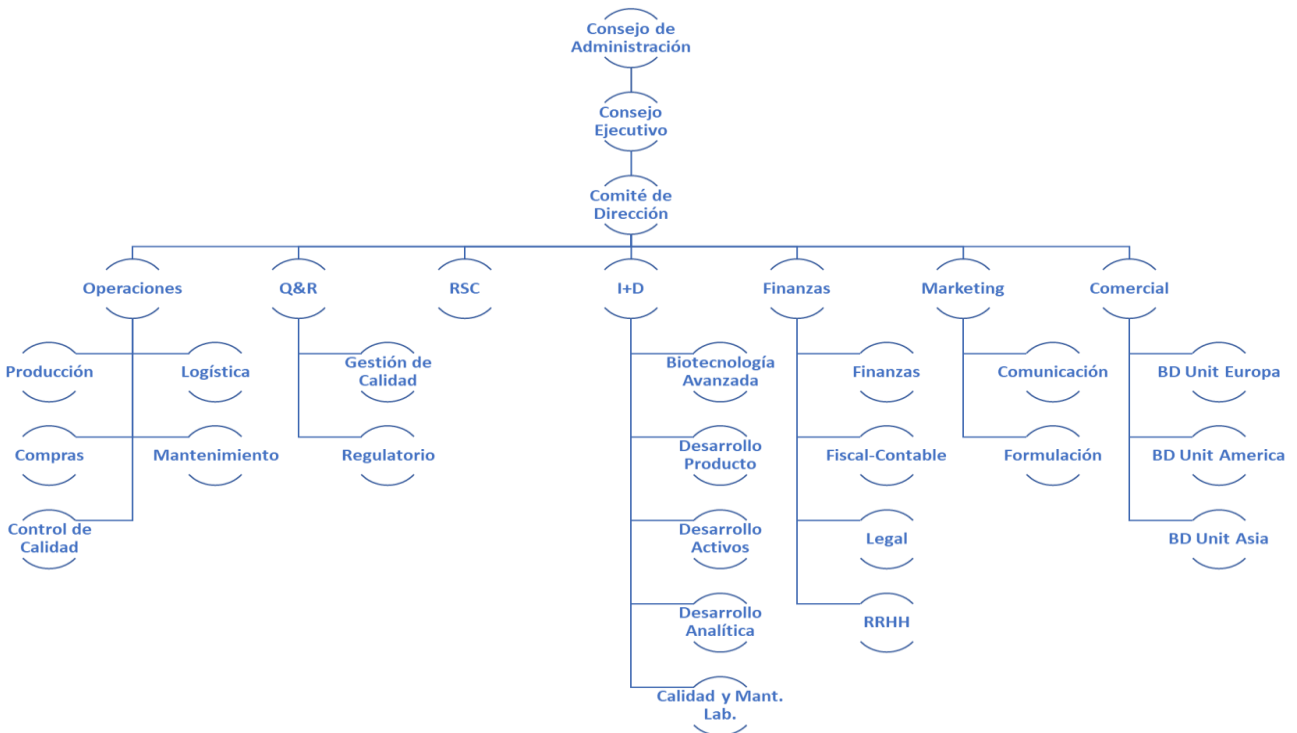 Consejo de
Administración
Consejo
Ejecutivo
Comité de
Dirección
Operaciones
Q&R
RSC
I+D
Finanzas
Marketing
Comercial
Producción
Logística
Gestión de
Calidad
Biotecnología
Avanzada
Finanzas
Comunicación
BD Unit Europa
Compras
Mantenimiento
Regulatorio
Desarrollo
Producto
Fiscal-Contable
Formulación
BD Unit America
Control de
Calidad
Desarrollo
Activos
Legal
BD Unit Asia
Desarrollo
Analítica
RRHH
Calidad y Mant.
Lab.